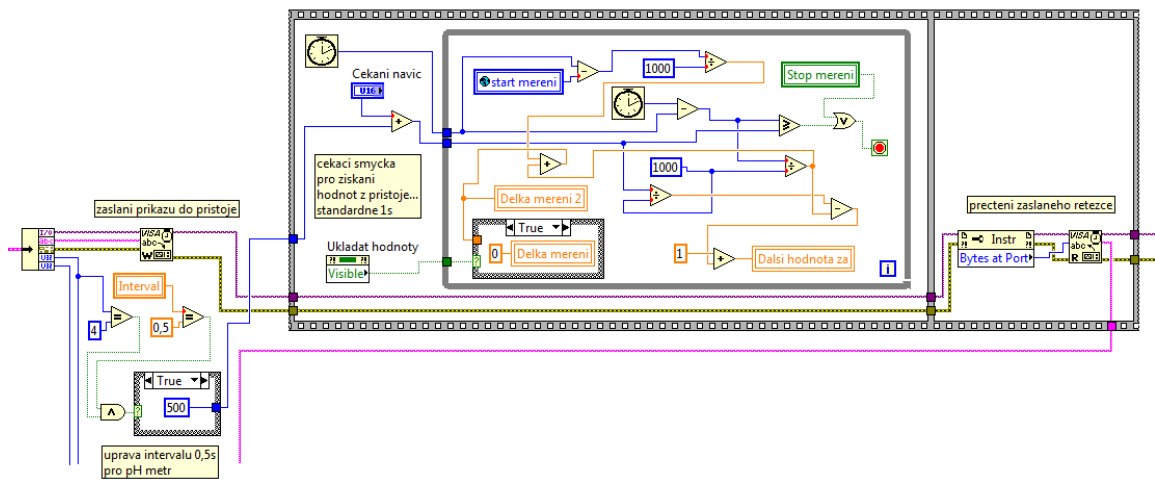 Cekani navic
U16
start mereni
1000
Stop mereni
cekaci smycka
pro ziskani
hodnot z pristoje...
standardne 1s
1000
Delka mereni 2
True
0
Delka mereni
1
Dalsi hodnota za
i
Ukladat hodnoty
Visible
zaslani prikazu do pristoje
I/O
abc
U32
U32
VISA
abc
W
Interval
4
0,5
True
500
uprava intervalu 0,5s
pro pH metr
precteni zaslaneho retezce
Instr
Bytes at Port
VISA
abc
R